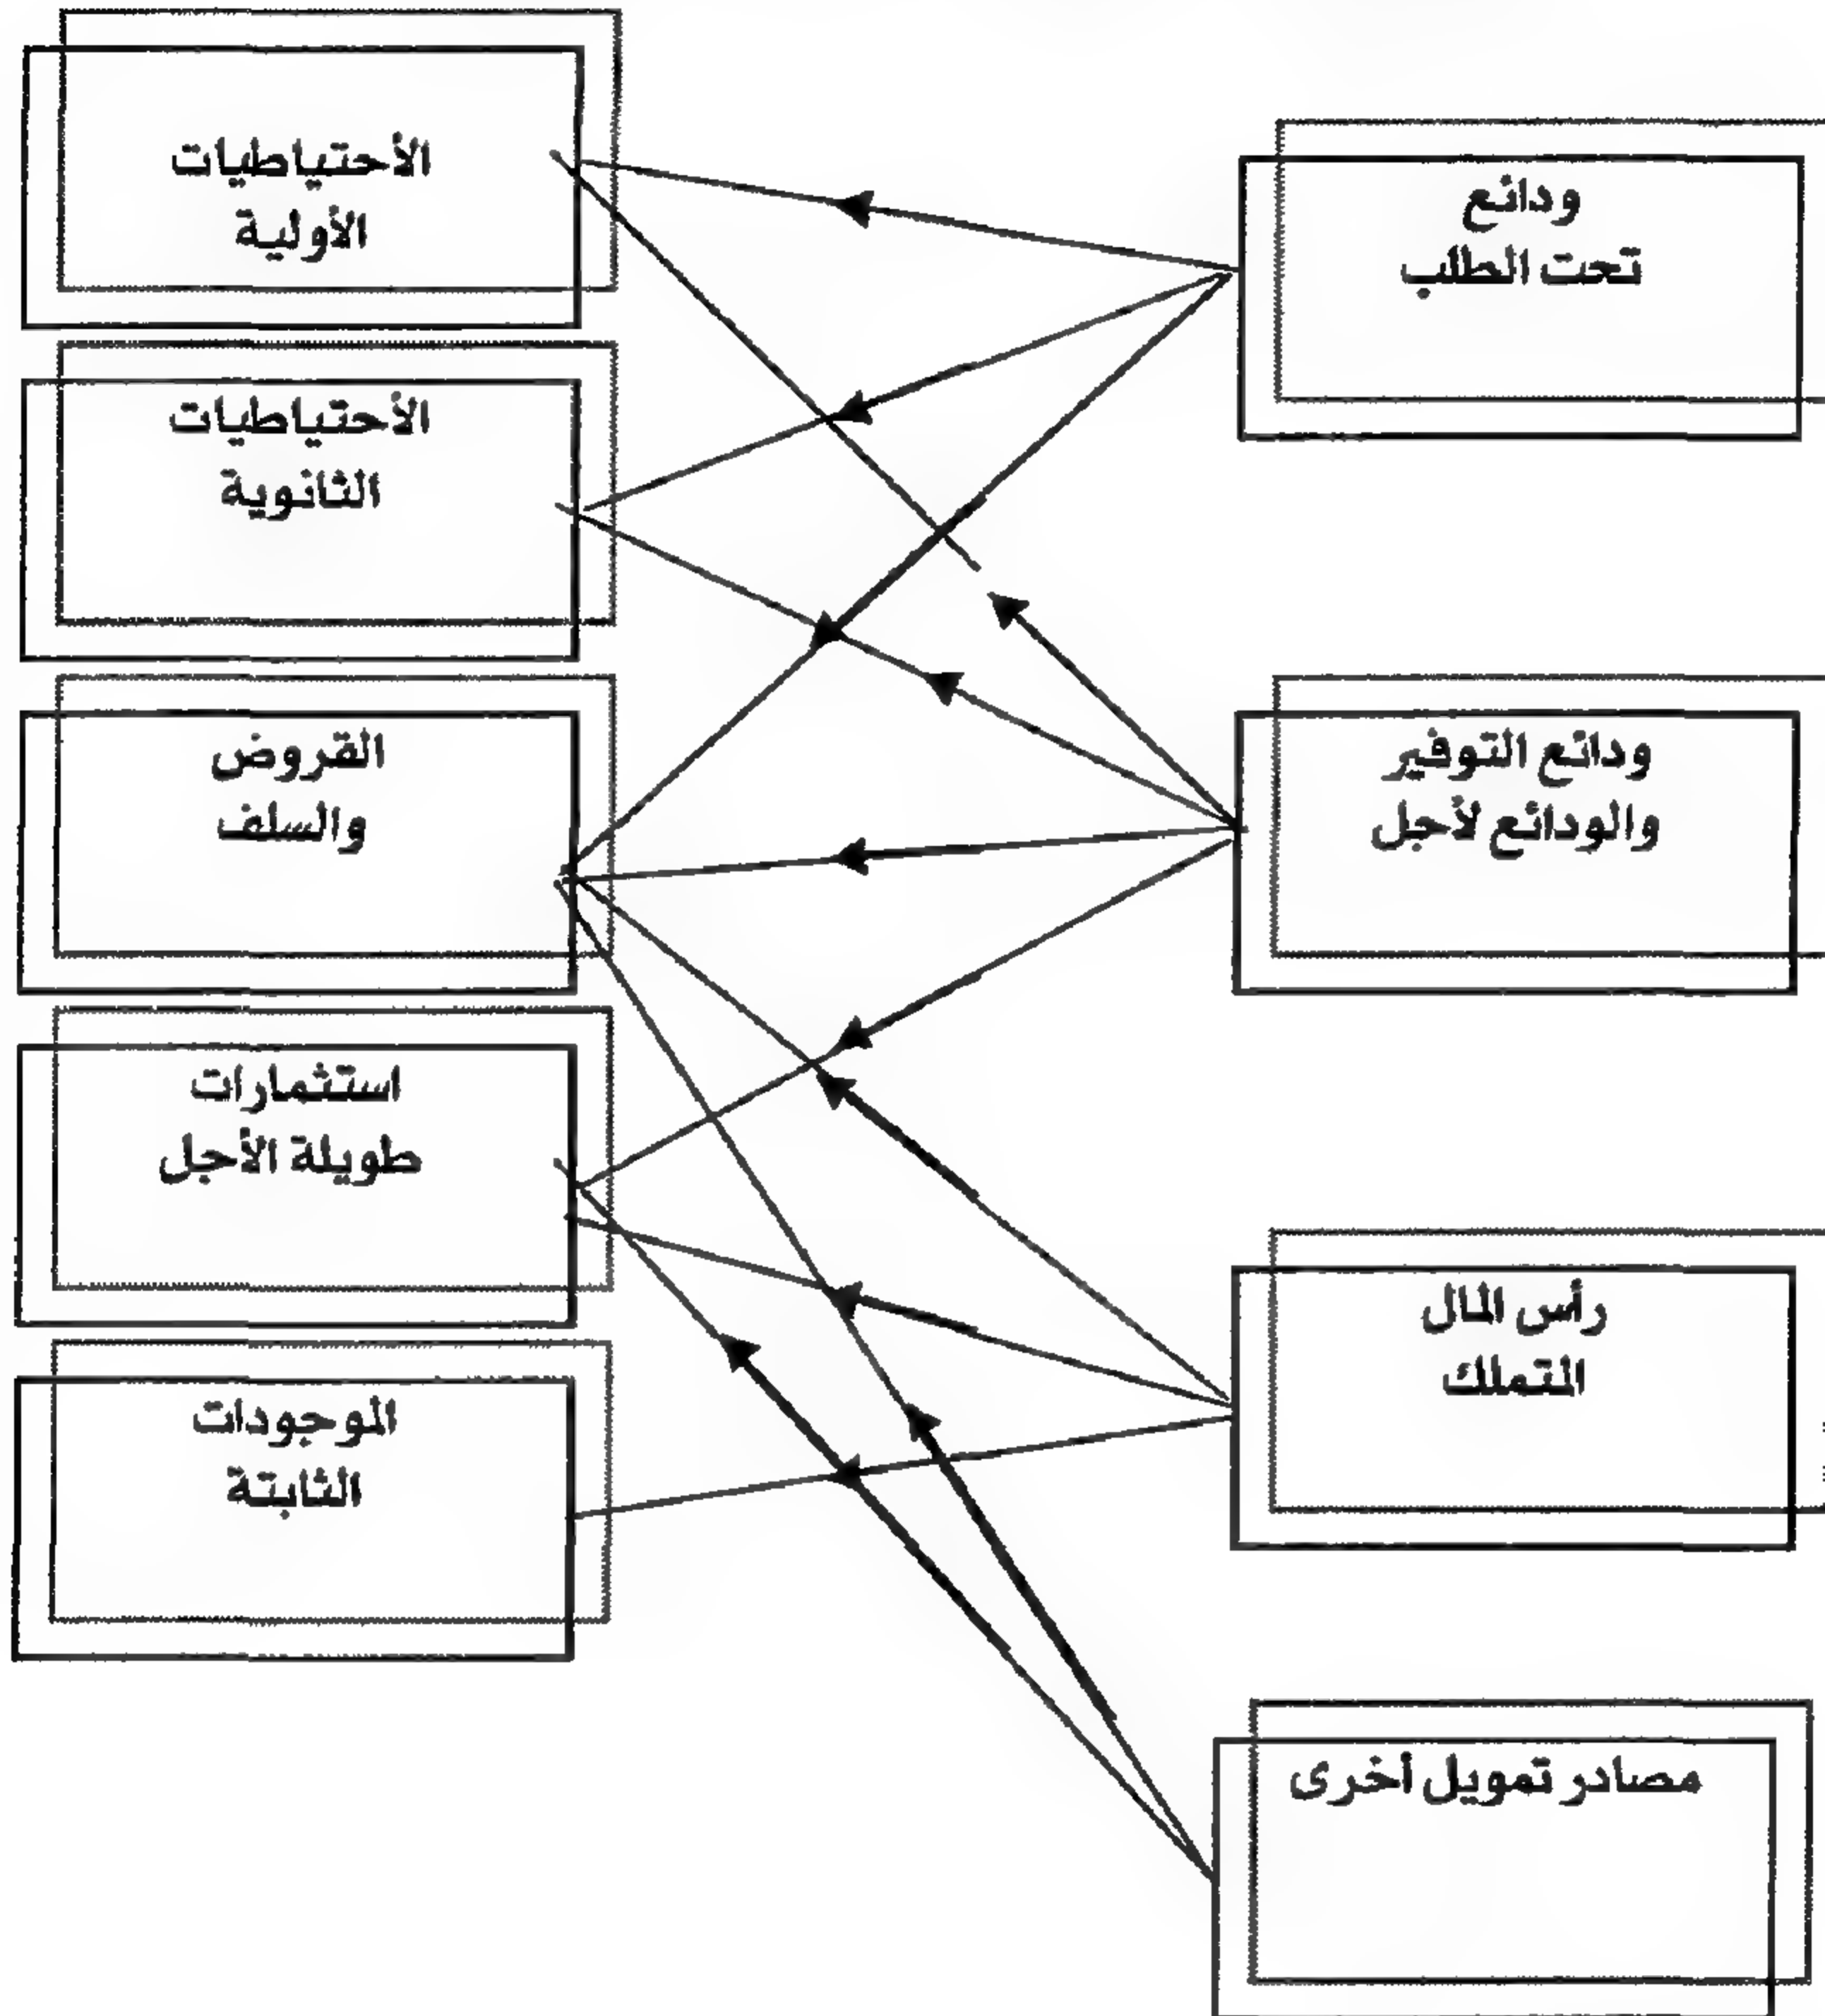 ودائع
تحت الطلب
ودائع التوفير
والودائع لأجل
رأس المال
المتملك
مصادر تمويل أخرى
الأحتياطيات
الأولية
الأحتياطيات
الثانوية
القروض
والسلف
استثمارات
طويلة الأجل
الموجودات
الثابتة